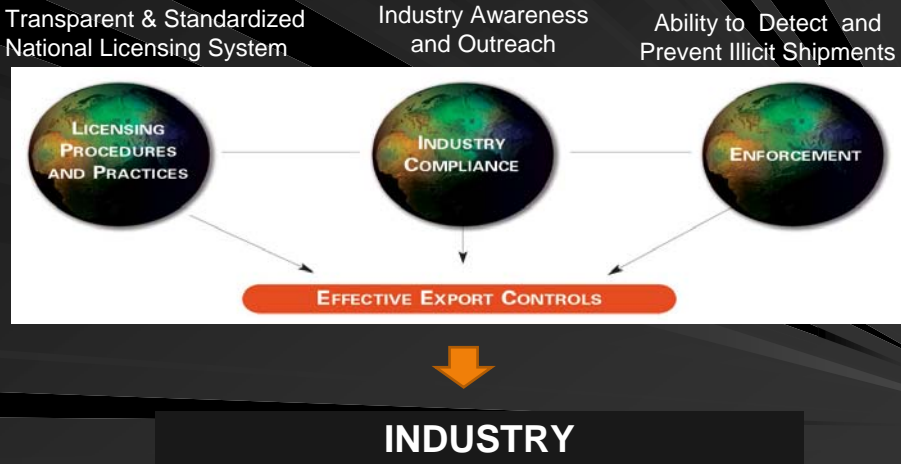 Transparent & Standardized
National Licensing System
Industry Awareness
and Outreach
Ability to Detect and
Prevent Illicit Shipments
LICENSING
PROCEDURES
AND PRACTICES
INDUSTRY
COMPLIANCE
ENFORCEMENT
EFFECTIVE EXPORT CONTROLS
INDUSTRY